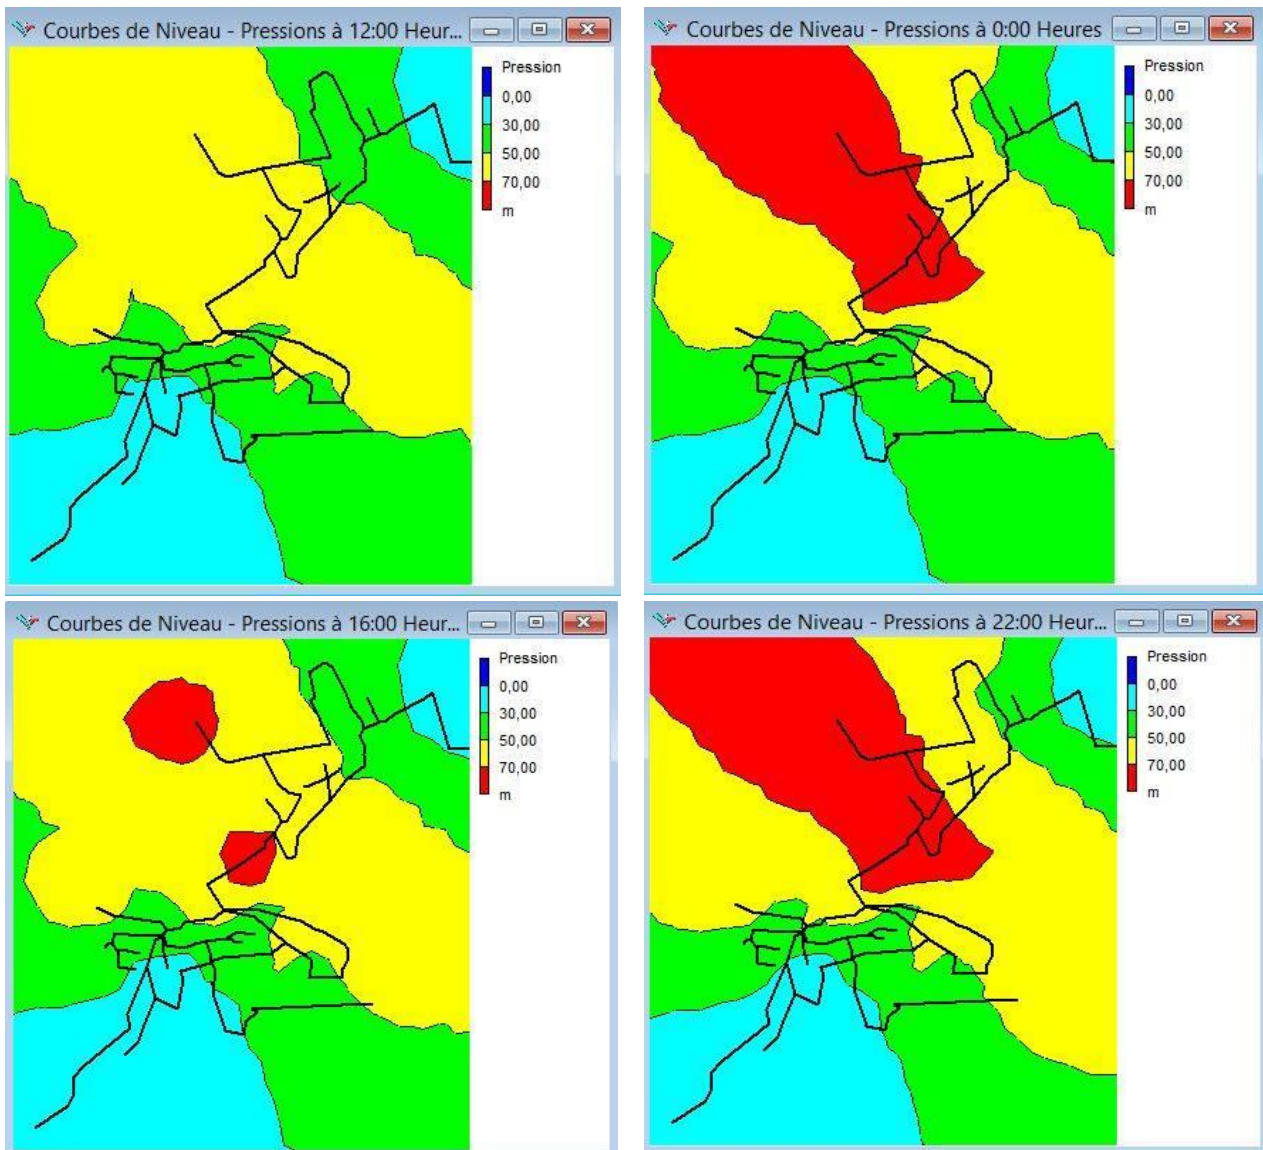 Courbes de Niveau - Pressions à 12:00 Heur...
Pression
0,00
30,00
50,00
70,00
m
Courbes de Niveau - Pressions à 0:00 Heures
Pression
0,00
30,00
50,00
70,00
m
Courbes de Niveau - Pressions à 16:00 Heur...
Pression
0,00
30,00
50,00
70,00
m
Courbes de Niveau - Pressions à 22:00 Heur...
Pression
0,00
30,00
50,00
70,00
m